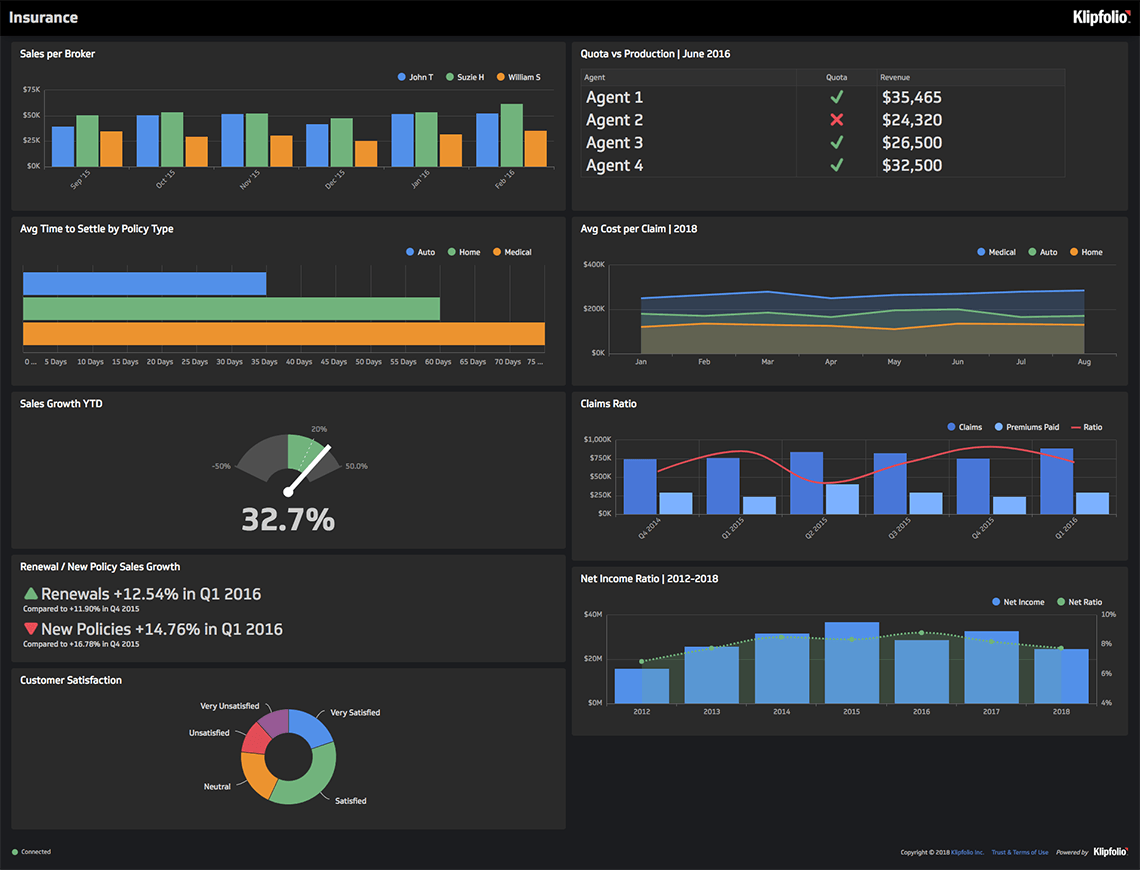 Insurance
Klipfolio
Sales per Broker
John T Suzie H William S
$75K
$50K
$25K
$0K
Sep '15 Oct '15 Nov '15 Dec '15 Jan '16 Feb '16
Quota vs Production | June 2016
Agent Quota Revenue
Agent 1 $35,465
Agent 2 $24,320
Agent 3 $26,500
Agent 4 $32,500
Avg Time to Settle by Policy Type
Auto Home Medical
0 ... 5 Days 10 Days 15 Days 20 Days 25 Days 30 Days 35 Days 40 Days 45 Days 50 Days 55 Days 60 Days 65 Days 70 Days 75 ...
Avg Cost per Claim | 2018
Medical Auto Home
$400K
$200K
$0K
Jan Feb Mar Apr May Jun Jul Aug
Sales Growth YTD
20%
-50% 50.0%
32.7%
Claims Ratio
Claims Premiums Paid Ratio
$1,000K
$750K
$500K
$250K
$0K
Q4 2014 Q1 2015 Q2 2015 Q3 2015 Q4 2015 Q1 2016
Renewal / New Policy Sales Growth
Renewals +12.54% in Q1 2016
Compared to +11.90% in Q4 2015
New Policies +14.76% in Q1 2016
Compared to +16.78% in Q4 2015
Net Income Ratio | 2012-2018
Net Income Net Ratio
$40M 10%
8%
$20M
6%
$0M 4%
2012 2013 2014 2015 2016 2017 2018
Customer Satisfaction
Very Unsatisfied Very Satisfied
Unsatisfied
Neutral
Satisfied
Connected
Copyright © 2018 Klipfolio Inc. Trust & Terms of Use Powered by Klipfolio